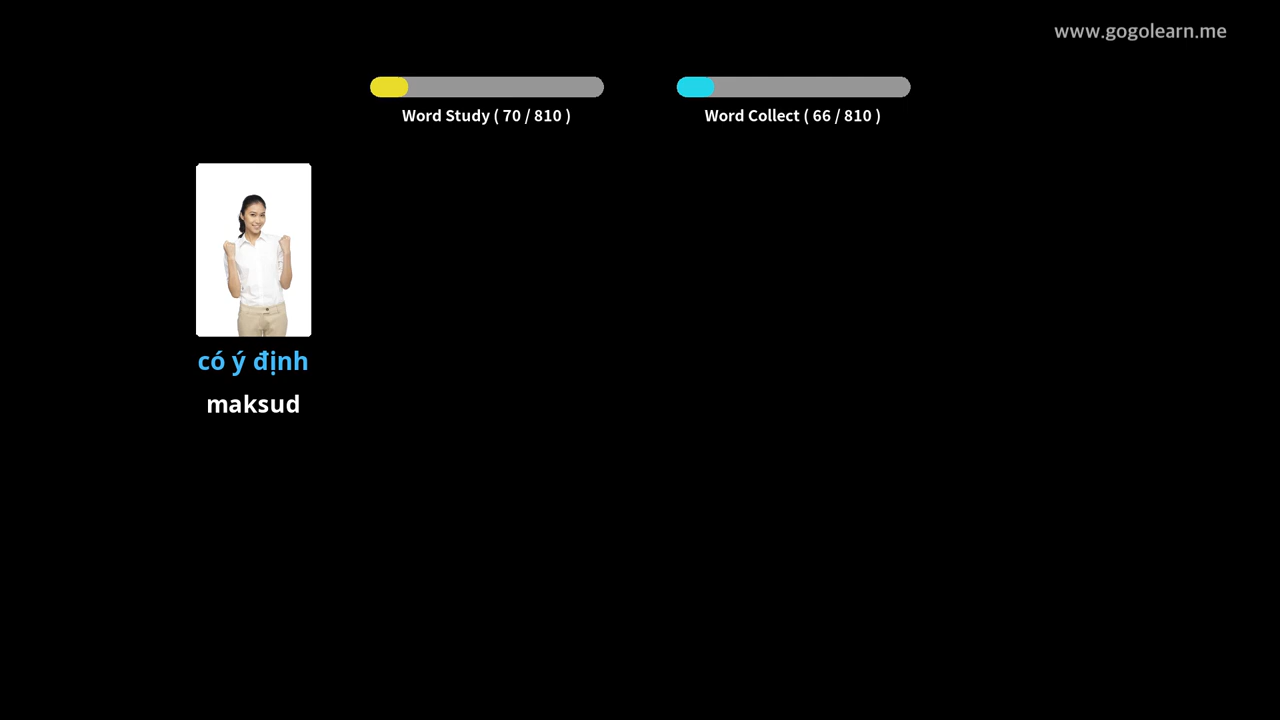 www.gogolearn.me
Word Study ( 70 / 810 )
Word Collect ( 66 / 810 )
có ý định
maksud